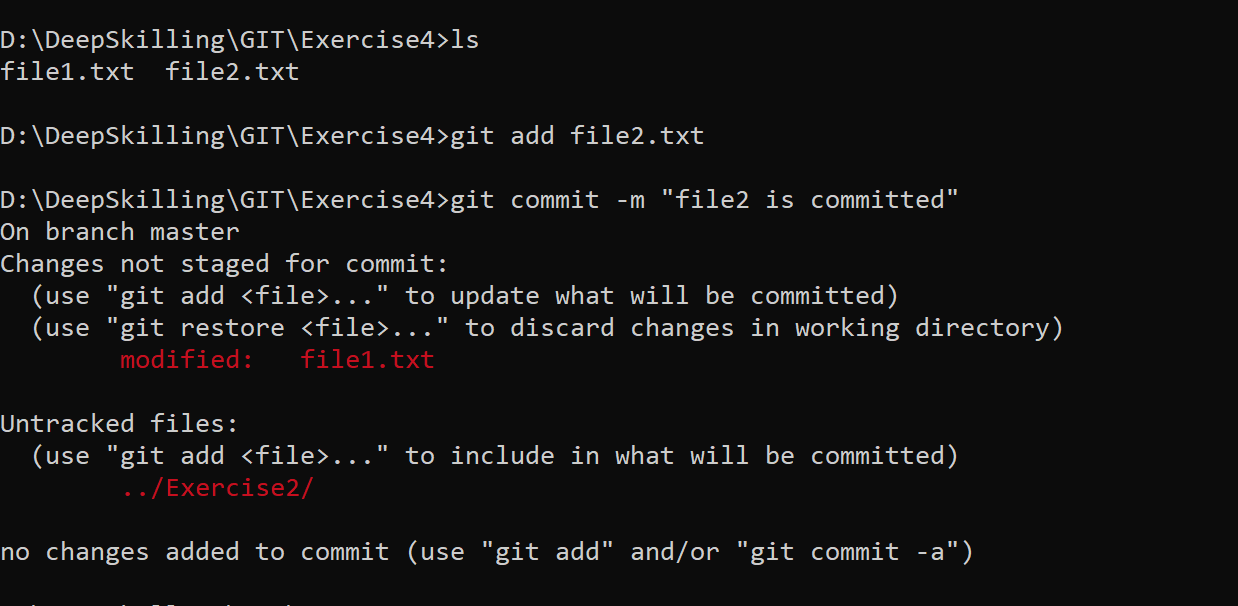 D:\DeepSkilling\GIT\Exercise4>ls
file1.txt  file2.txt
D:\DeepSkilling\GIT\Exercise4>git add file2.txt
D:\DeepSkilling\GIT\Exercise4>git commit -m "file2 is committed"
On branch master
Changes not staged for commit:
  (use "git add <file>..." to update what will be committed)
  (use "git restore <file>..." to discard changes in working directory)
        modified:   file1.txt
Untracked files:
  (use "git add <file>..." to include in what will be committed)
        ../Exercise2/
no changes added to commit (use "git add" and/or "git commit -a")